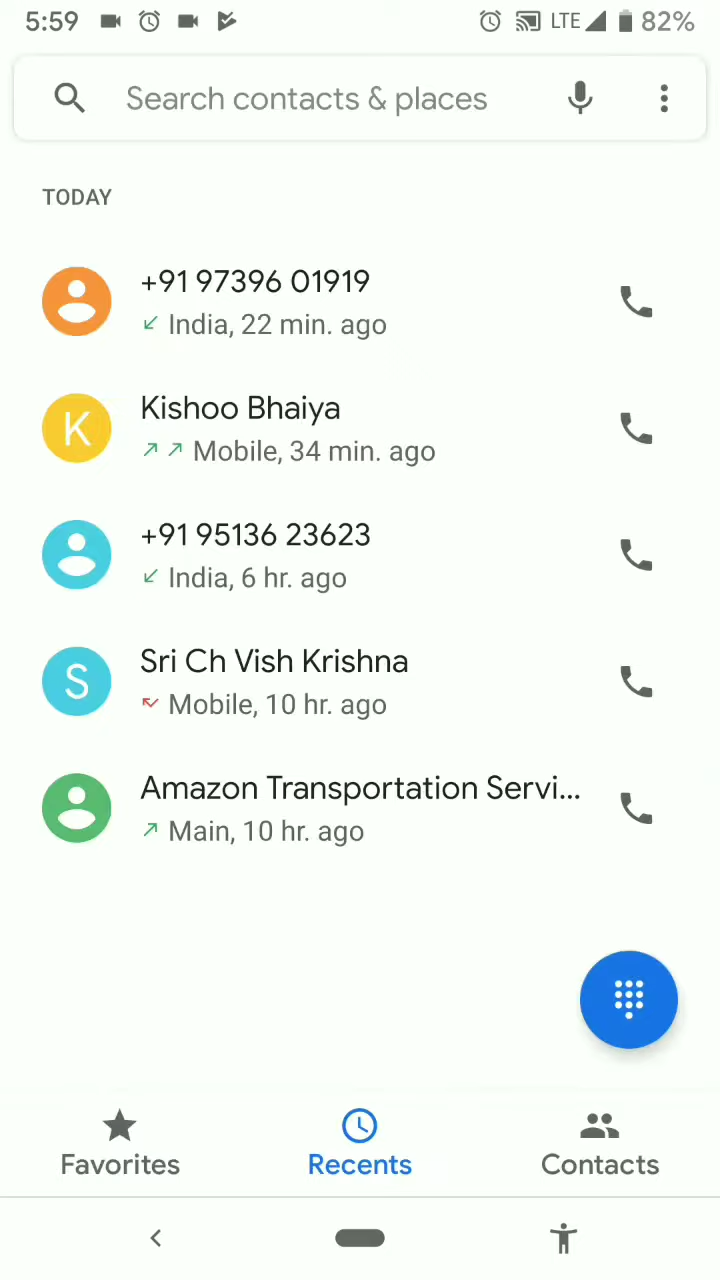 5:59 LTE 82%
Search contacts & places
TODAY
+91 97396 01919
India, 22 min. ago
K
Kishoo Bhaiya
Mobile, 34 min. ago
+91 95136 23623
India, 6 hr. ago
S
Sri Ch Vish Krishna
Mobile, 10 hr. ago
Amazon Transportation Servi...
Main, 10 hr. ago
Favorites Recents Contacts